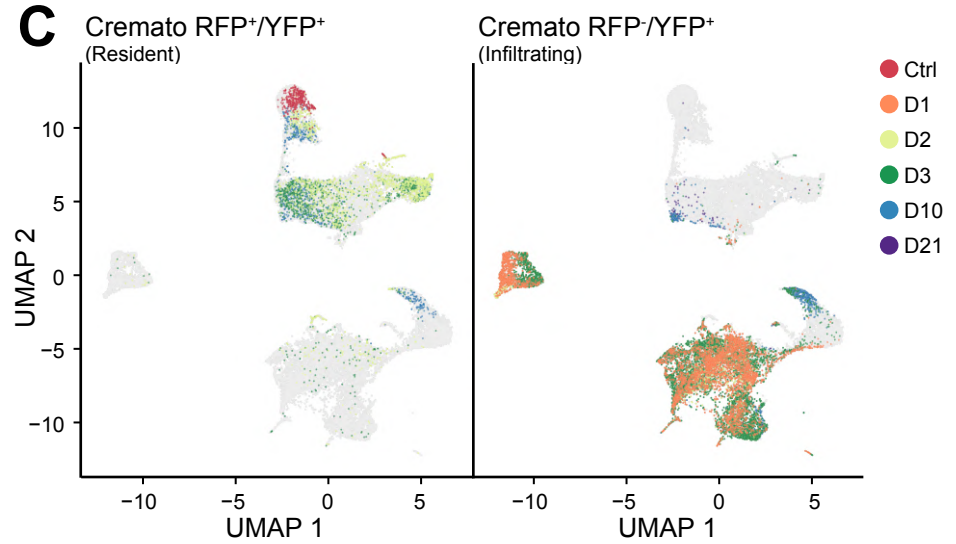 C
Cremato RFP⁺/YFP⁺
(Resident)
Cremato RFP⁻/YFP⁺
(Infiltrating)
Ctrl
D1
D2
D3
D10
D21
UMAP 2
10
5
0
−5
−10
−10
−5
0
5
UMAP 1
−10
−5
0
5
UMAP 1